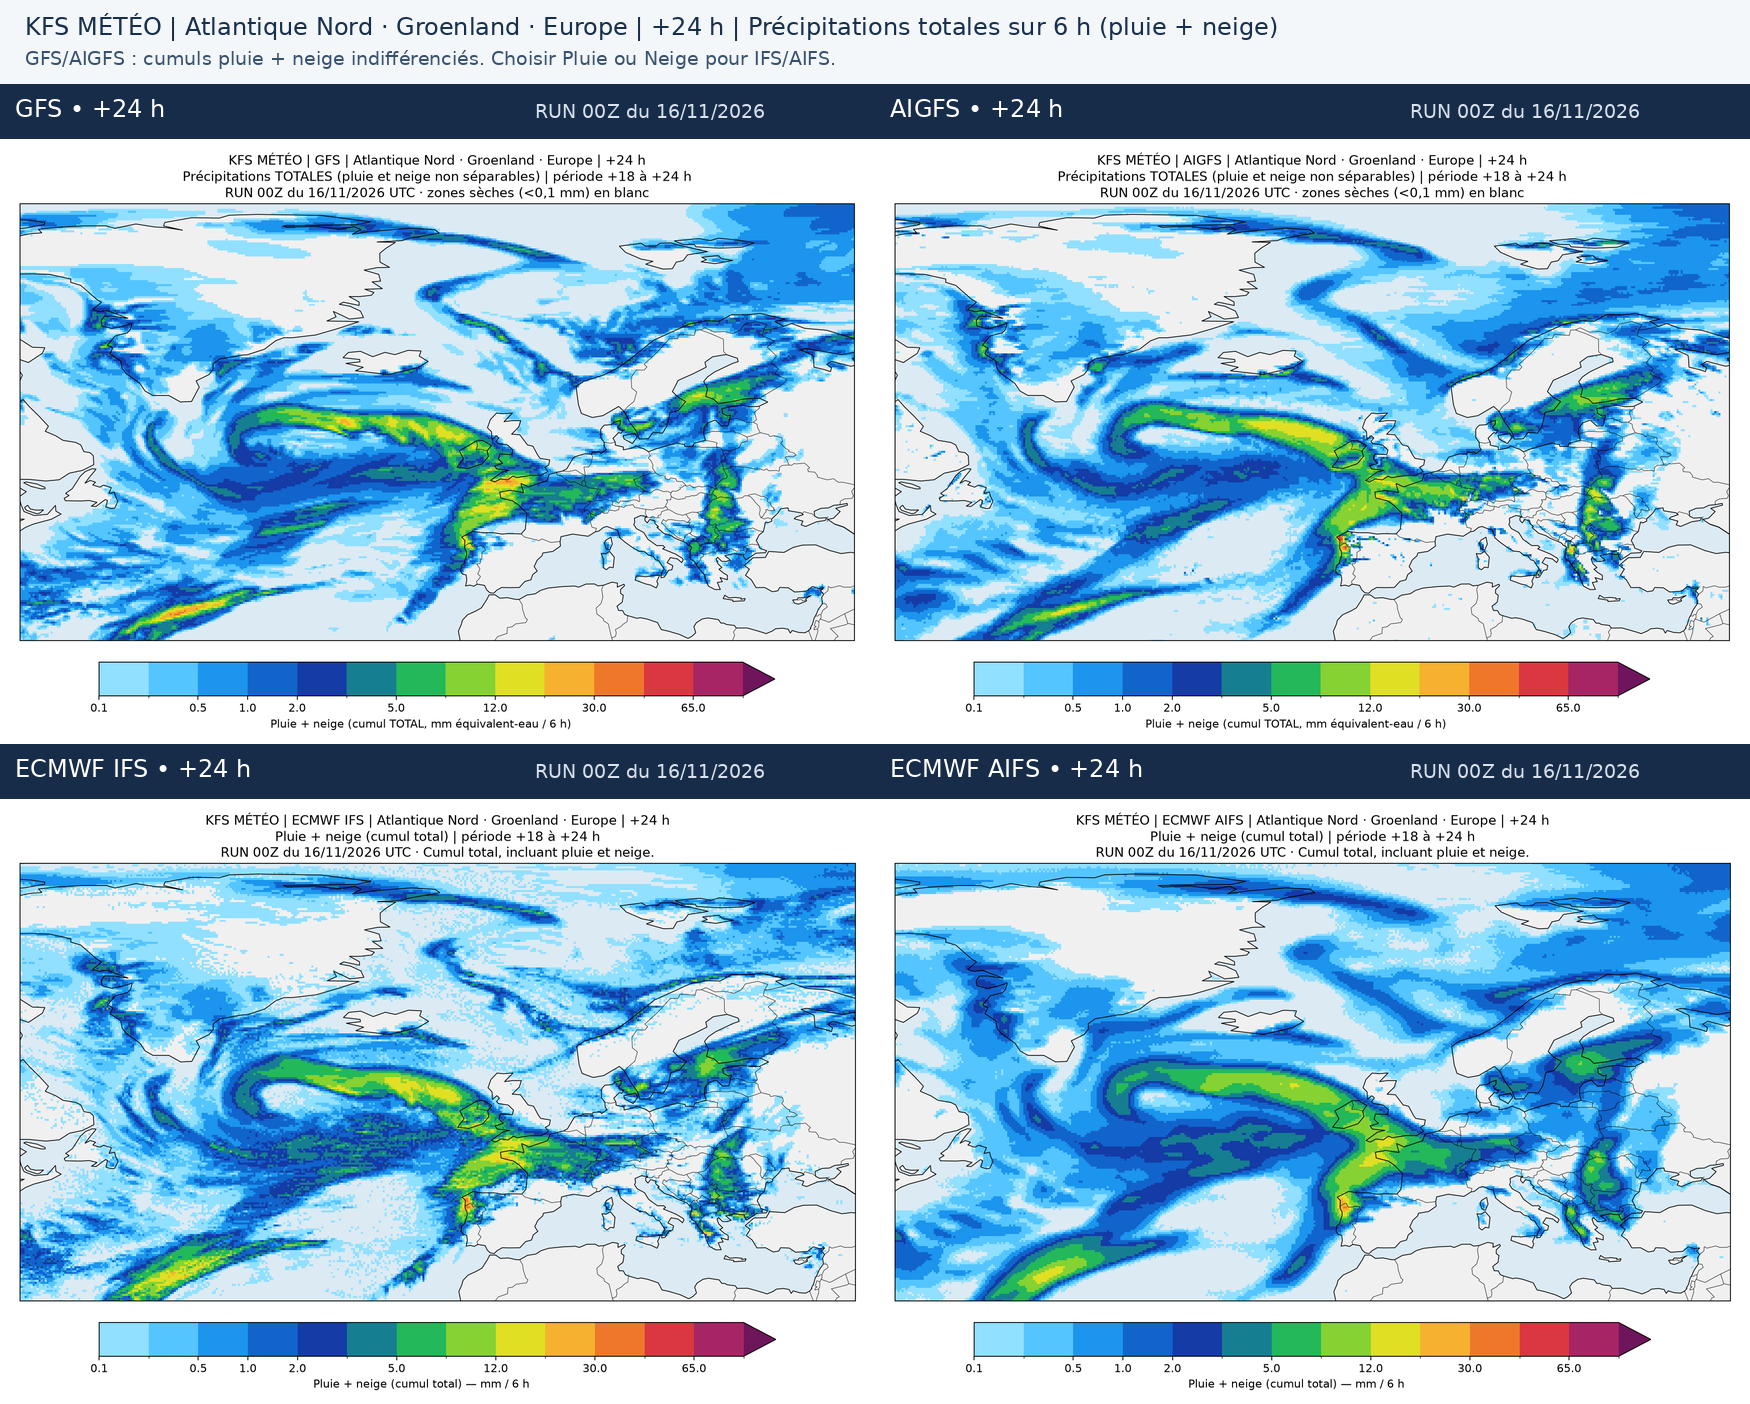 KFS MÉTÉO | Atlantique Nord · Groenland · Europe | +24 h | Précipitations totales sur 6 h (pluie + neige)
GFS/AIGFS : cumuls pluie + neige indifférenciés. Choisir Pluie ou Neige pour IFS/AIFS.
GFS • +24 h RUN 00Z du 16/11/2026
KFS MÉTÉO | GFS | Atlantique Nord · Groenland · Europe | +24 h
Précipitations TOTALES (pluie et neige non séparables) | période +18 à +24 h
RUN 00Z du 16/11/2026 UTC · zones sèches (<0,1 mm) en blanc
0.1 0.5 1.0 2.0 5.0 12.0 30.0 65.0
Pluie + neige (cumul TOTAL, mm équivalent-eau / 6 h)
AIGFS • +24 h RUN 00Z du 16/11/2026
KFS MÉTÉO | AIGFS | Atlantique Nord · Groenland · Europe | +24 h
Précipitations TOTALES (pluie et neige non séparables) | période +18 à +24 h
RUN 00Z du 16/11/2026 UTC · zones sèches (<0,1 mm) en blanc
0.1 0.5 1.0 2.0 5.0 12.0 30.0 65.0
Pluie + neige (cumul TOTAL, mm équivalent-eau / 6 h)
ECMWF IFS • +24 h RUN 00Z du 16/11/2026
KFS MÉTÉO | ECMWF IFS | Atlantique Nord · Groenland · Europe | +24 h
Pluie + neige (cumul total) | période +18 à +24 h
RUN 00Z du 16/11/2026 UTC · Cumul total, incluant pluie et neige.
0.1 0.5 1.0 2.0 5.0 12.0 30.0 65.0
Pluie + neige (cumul total) — mm / 6 h
ECMWF AIFS • +24 h RUN 00Z du 16/11/2026
KFS MÉTÉO | ECMWF AIFS | Atlantique Nord · Groenland · Europe | +24 h
Pluie + neige (cumul total) | période +18 à +24 h
RUN 00Z du 16/11/2026 UTC · Cumul total, incluant pluie et neige.
0.1 0.5 1.0 2.0 5.0 12.0 30.0 65.0
Pluie + neige (cumul total) — mm / 6 h